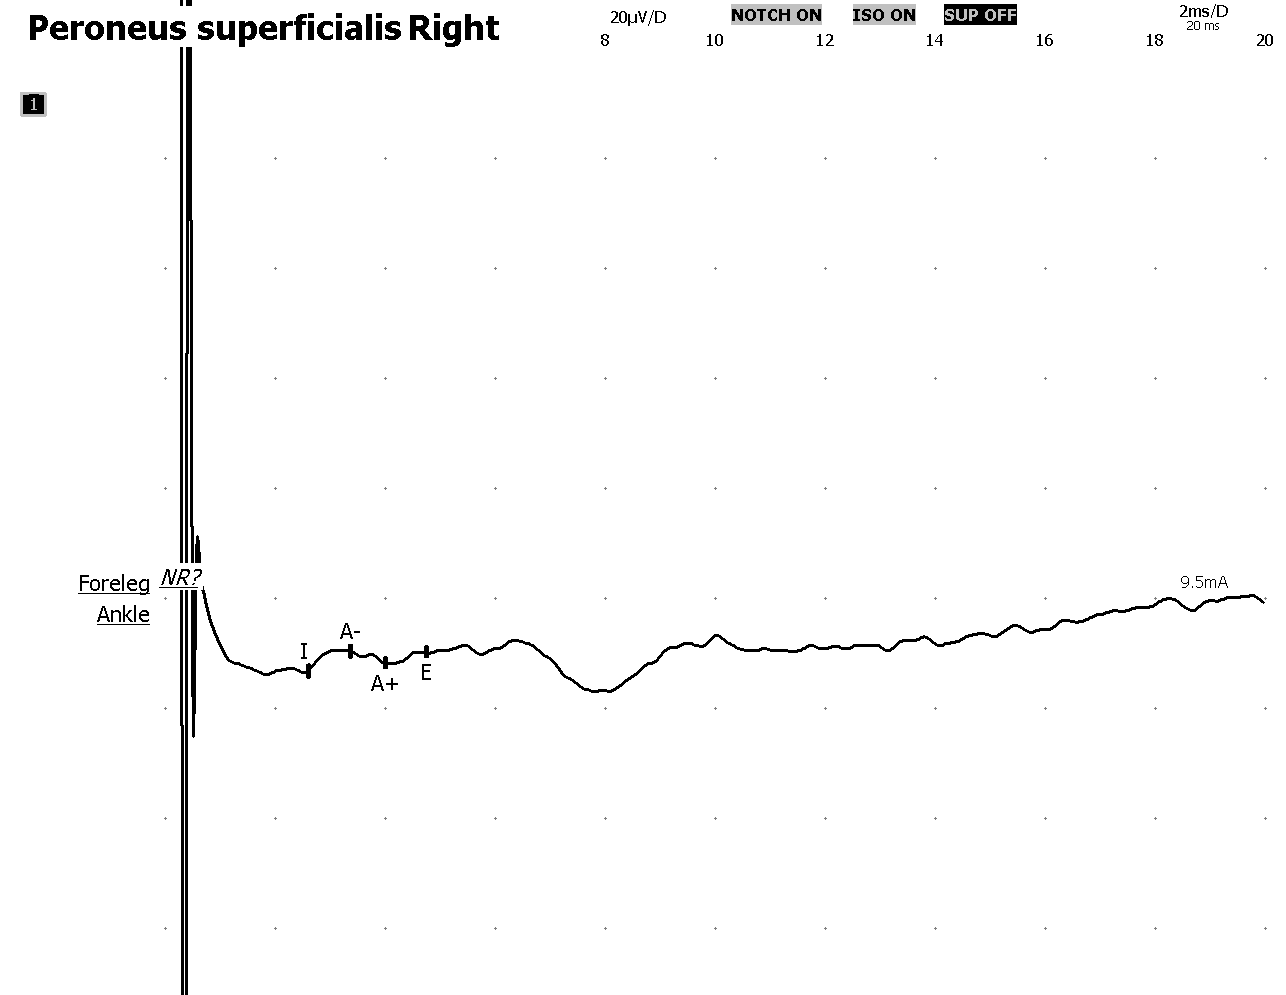 Peroneus superficialis Right
20µV/D NOTCH ON ISO ON SUP OFF 2ms/D
20 ms
8 10 12 14 16 18 20
1
NR?
Foreleg
9.5mA
Ankle
A-
I
E
A+